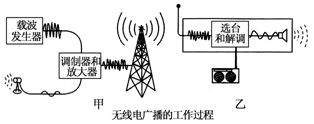 载波
发生器
调制器和
放大器
选台
和解调
甲
乙
无线电广播的工作过程